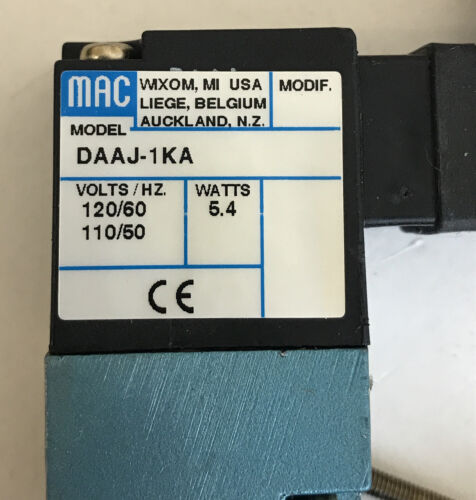 MAC
WIXOM, MI USA
LIEGE, BELGIUM
AUCKLAND, N.Z.
MODIF.
MODEL
DAAJ-1KA
VOLTS / HZ.
120/60
110/50
WATTS
5.4
CE